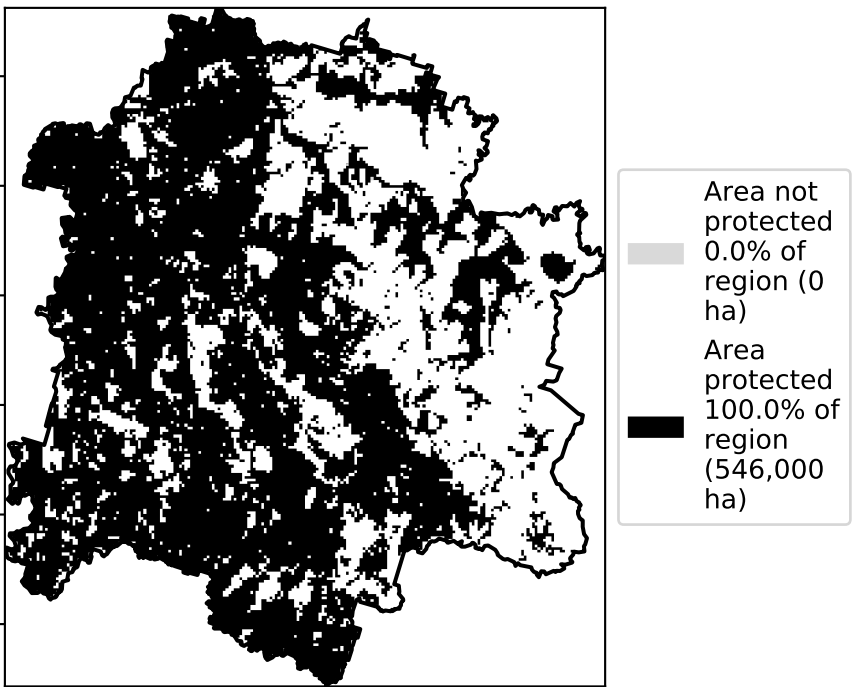 Area not
protected
0.0% of
region (0
ha)
Area
protected
100.0% of
region
(546,000
ha)